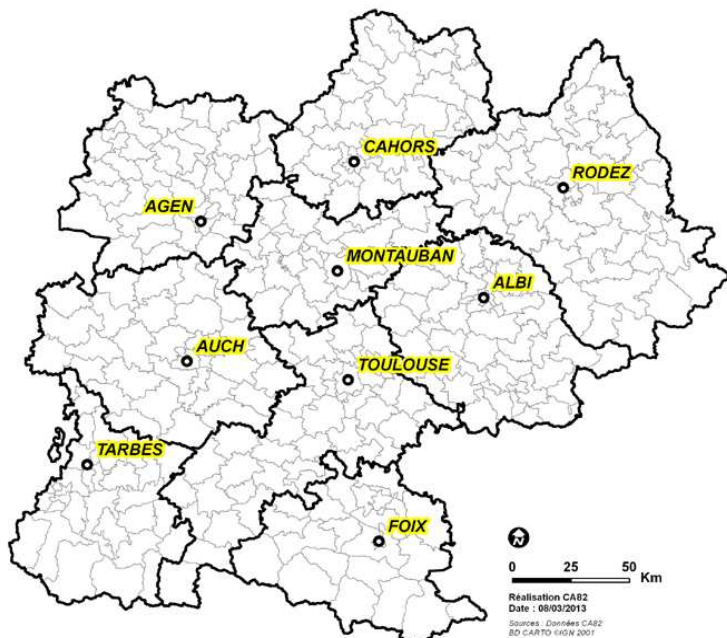 CAHORS
RODEZ
AGEN
MONTAUBAN
ALBI
AUCH
TOULOUSE
TARBES
FOIX
0 25 50
Km
Réalisation CA82
Date : 08/03/2013
Sources : Données CA82
BD CARTO ©IGN 2001